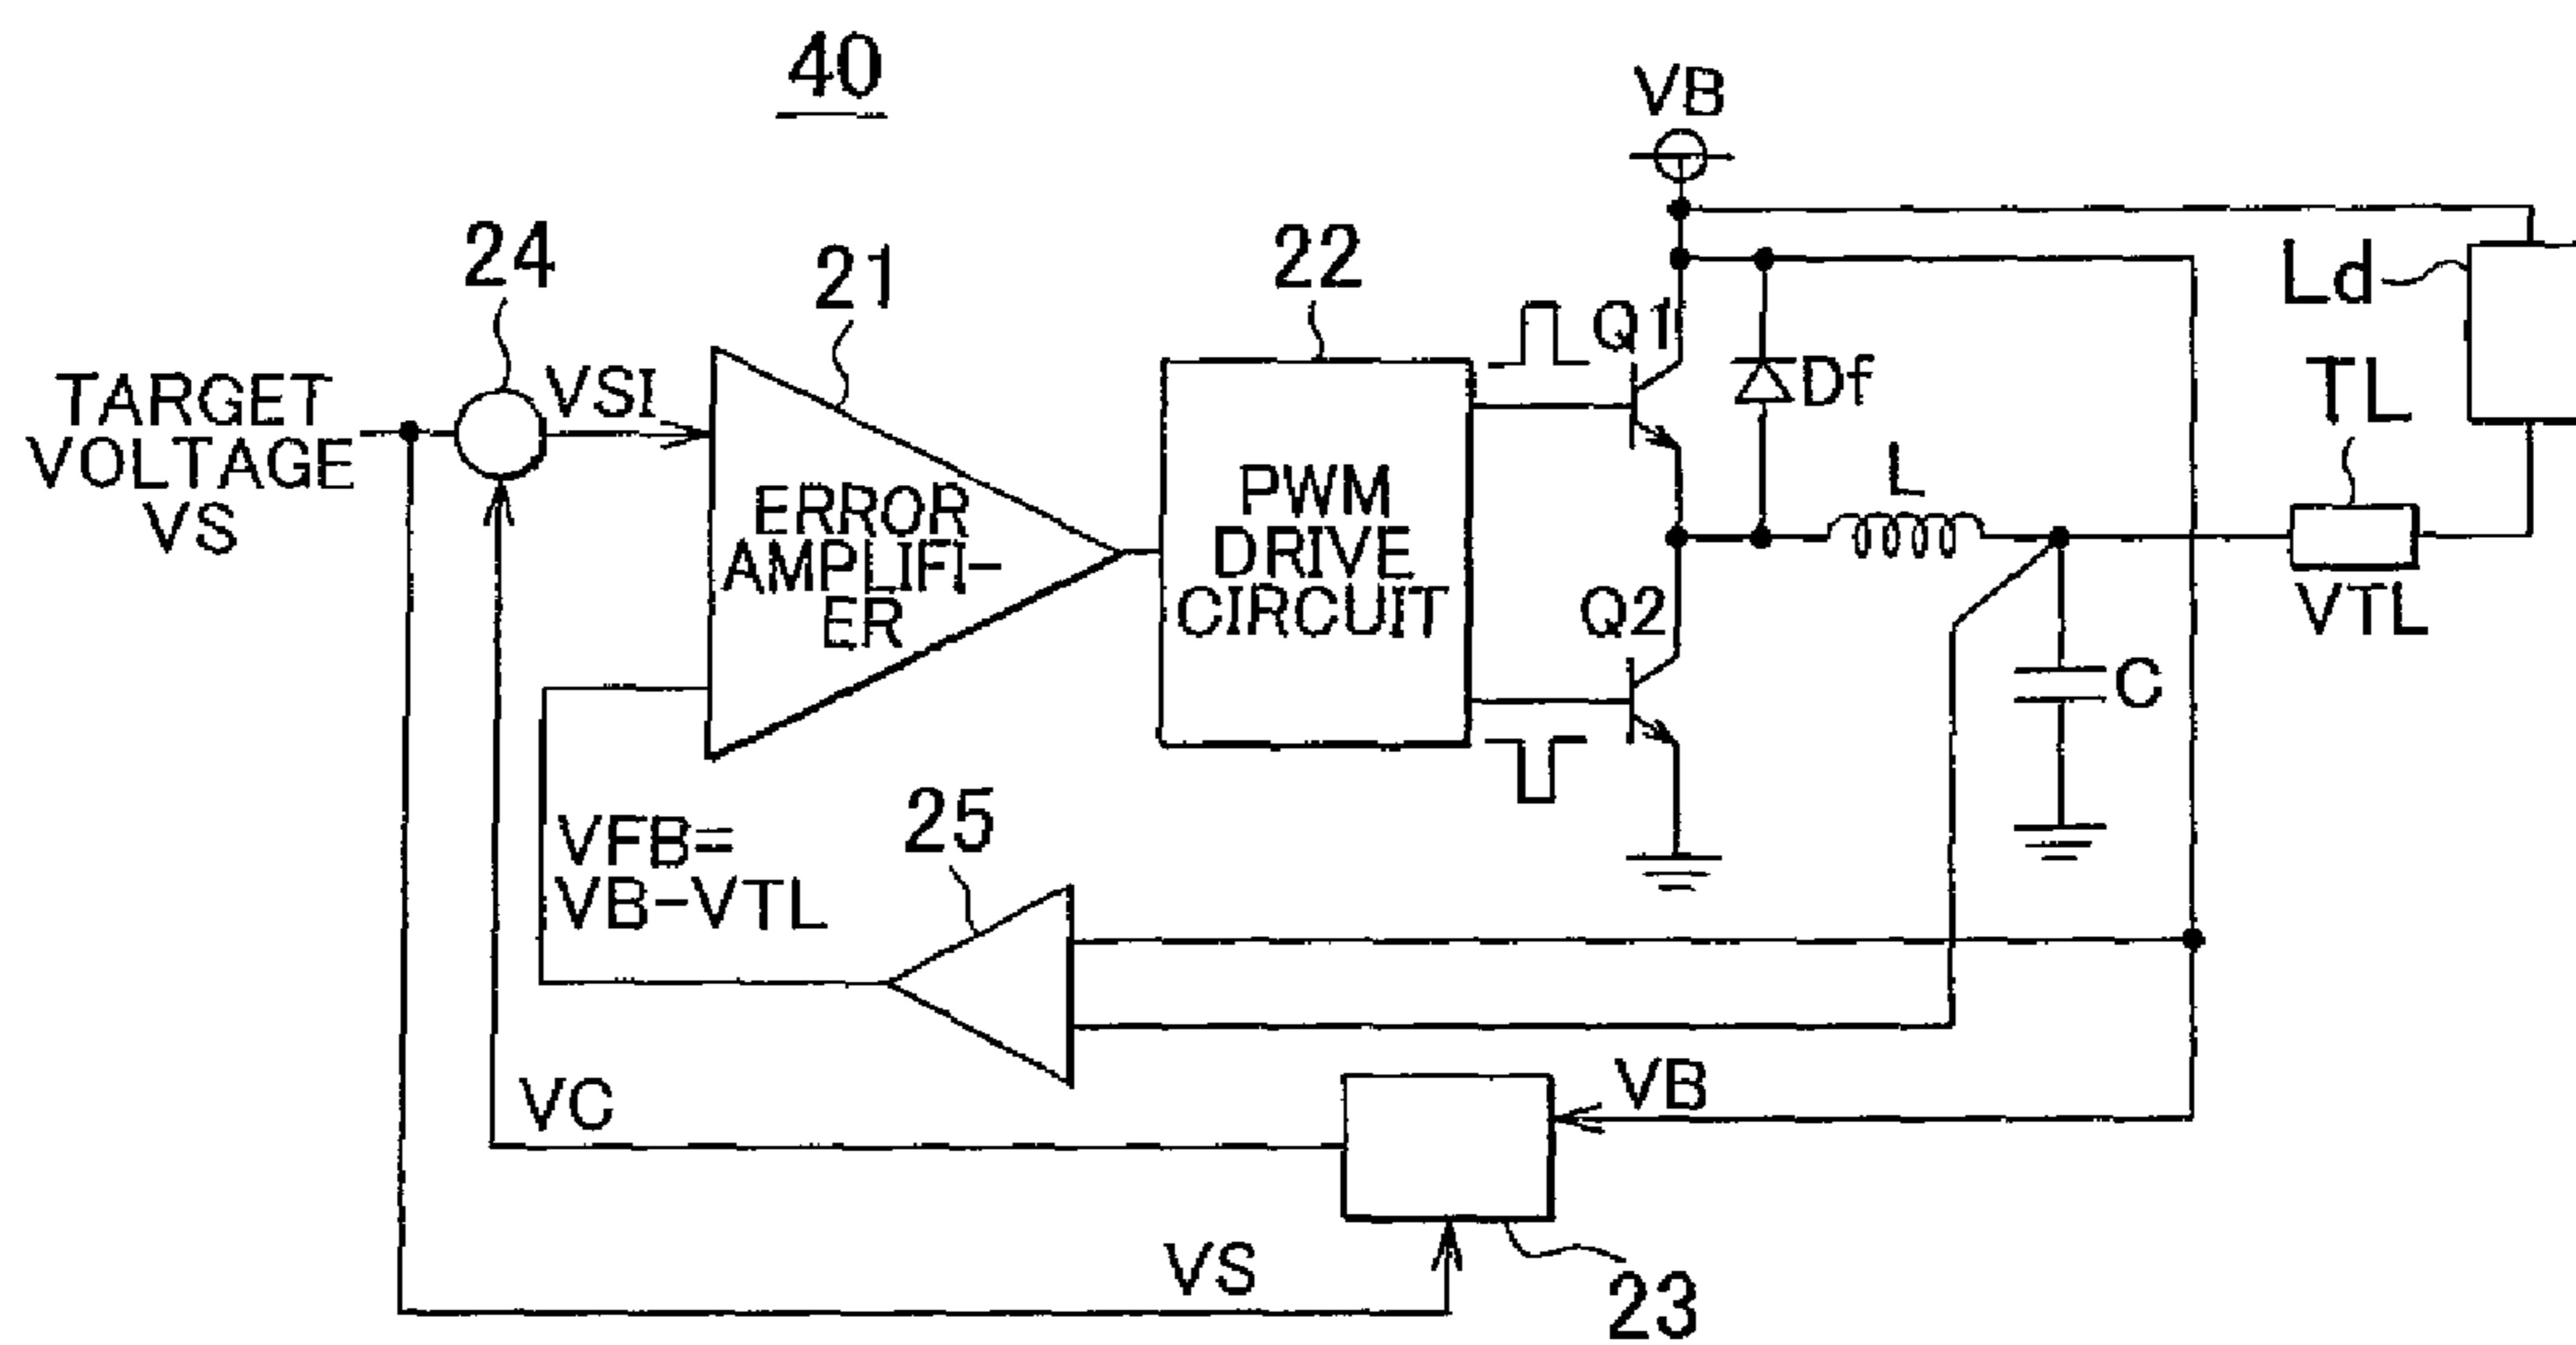 40
VB
24
21
22
Ld
Q1
Df
TL
TARGET
VOLTAGE
VS
VSI
L
ERROR
AMPLIFI-
ER
PWM
DRIVE
CIRCUIT
Q2
VTL
C
VFB=
VB-VTL
25
VC
VB
VS
23